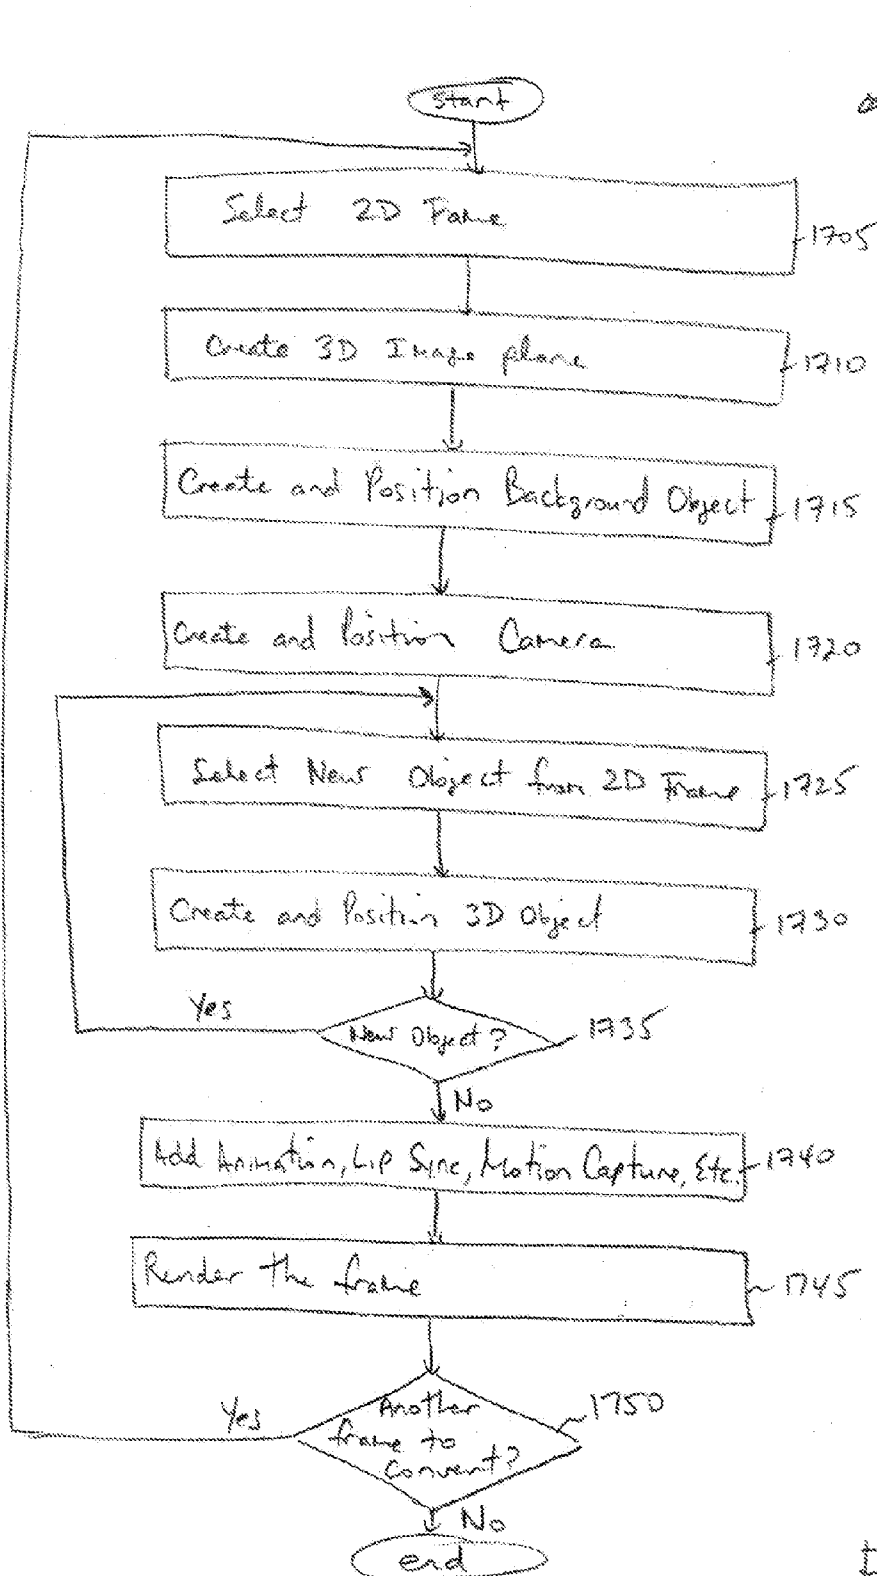 Start
Select 2D Frame
1705
Create 3D Image plane
1710
Create and Position Background Object
1715
Create and Position Camera
1720
Select New Object from 2D Frame
1725
Create and Position 3D Object
1730
Yes
New Object?
1735
No
Add Animation, Lip Sync, Motion Capture, Etc.
1740
Render the frame
1745
Yes
Another
frame to
convert?
1750
No
end